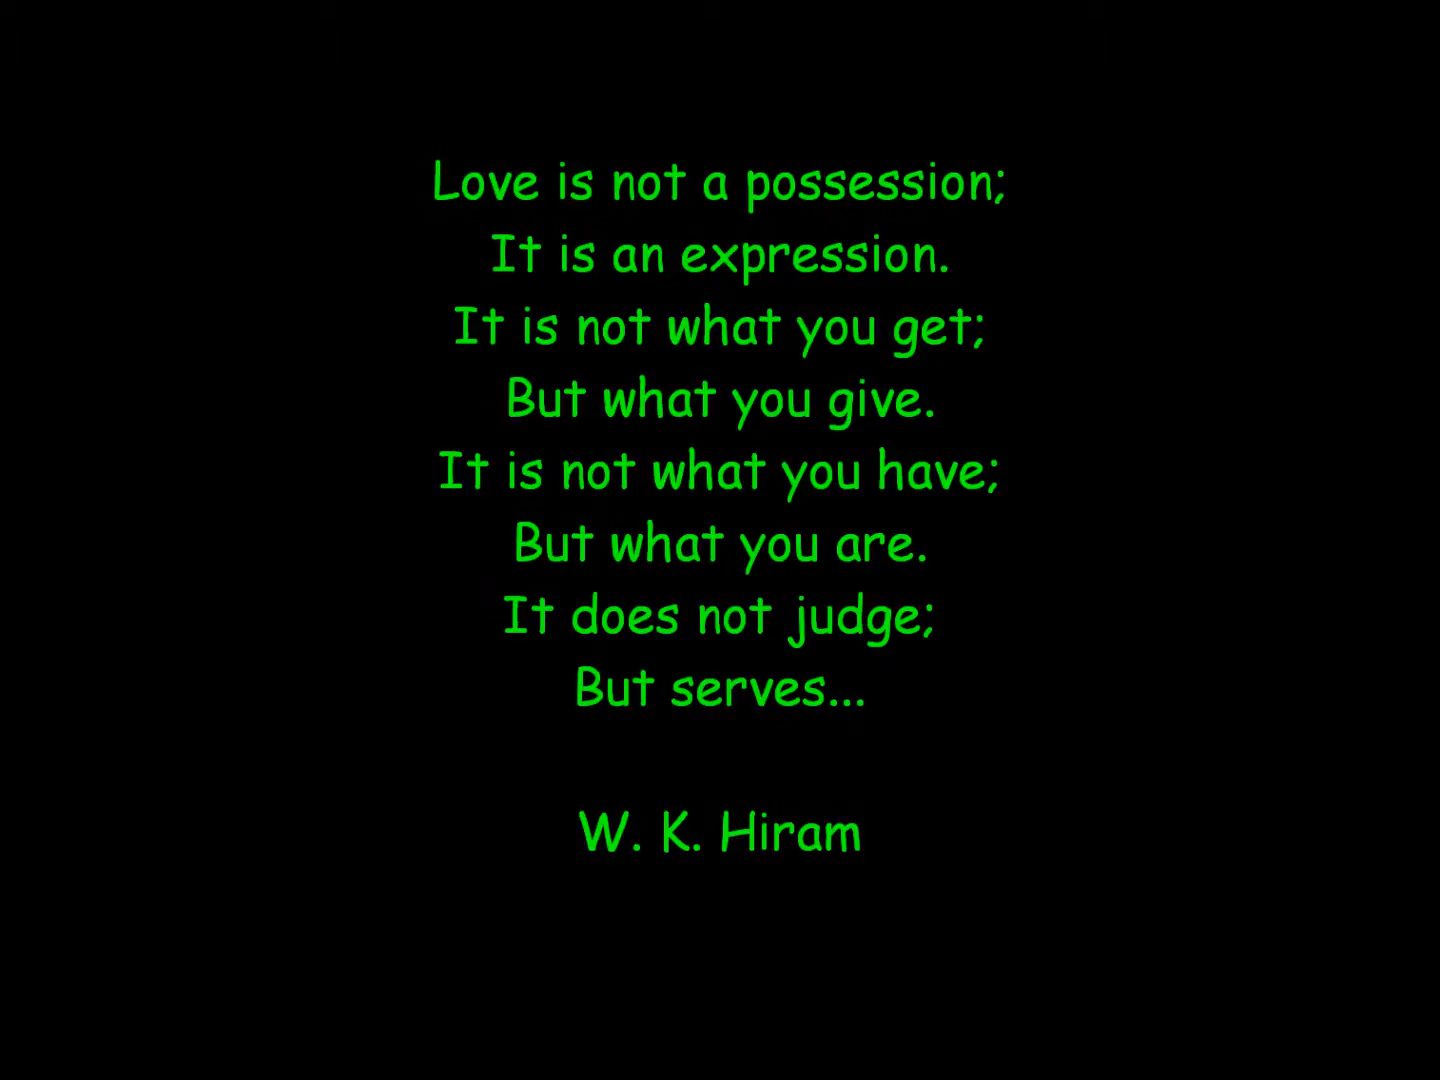 Love is not a possession;
It is an expression.
It is not what you get;
But what you give.
It is not what you have;
But what you are.
It does not judge;
But serves...
W. K. Hiram